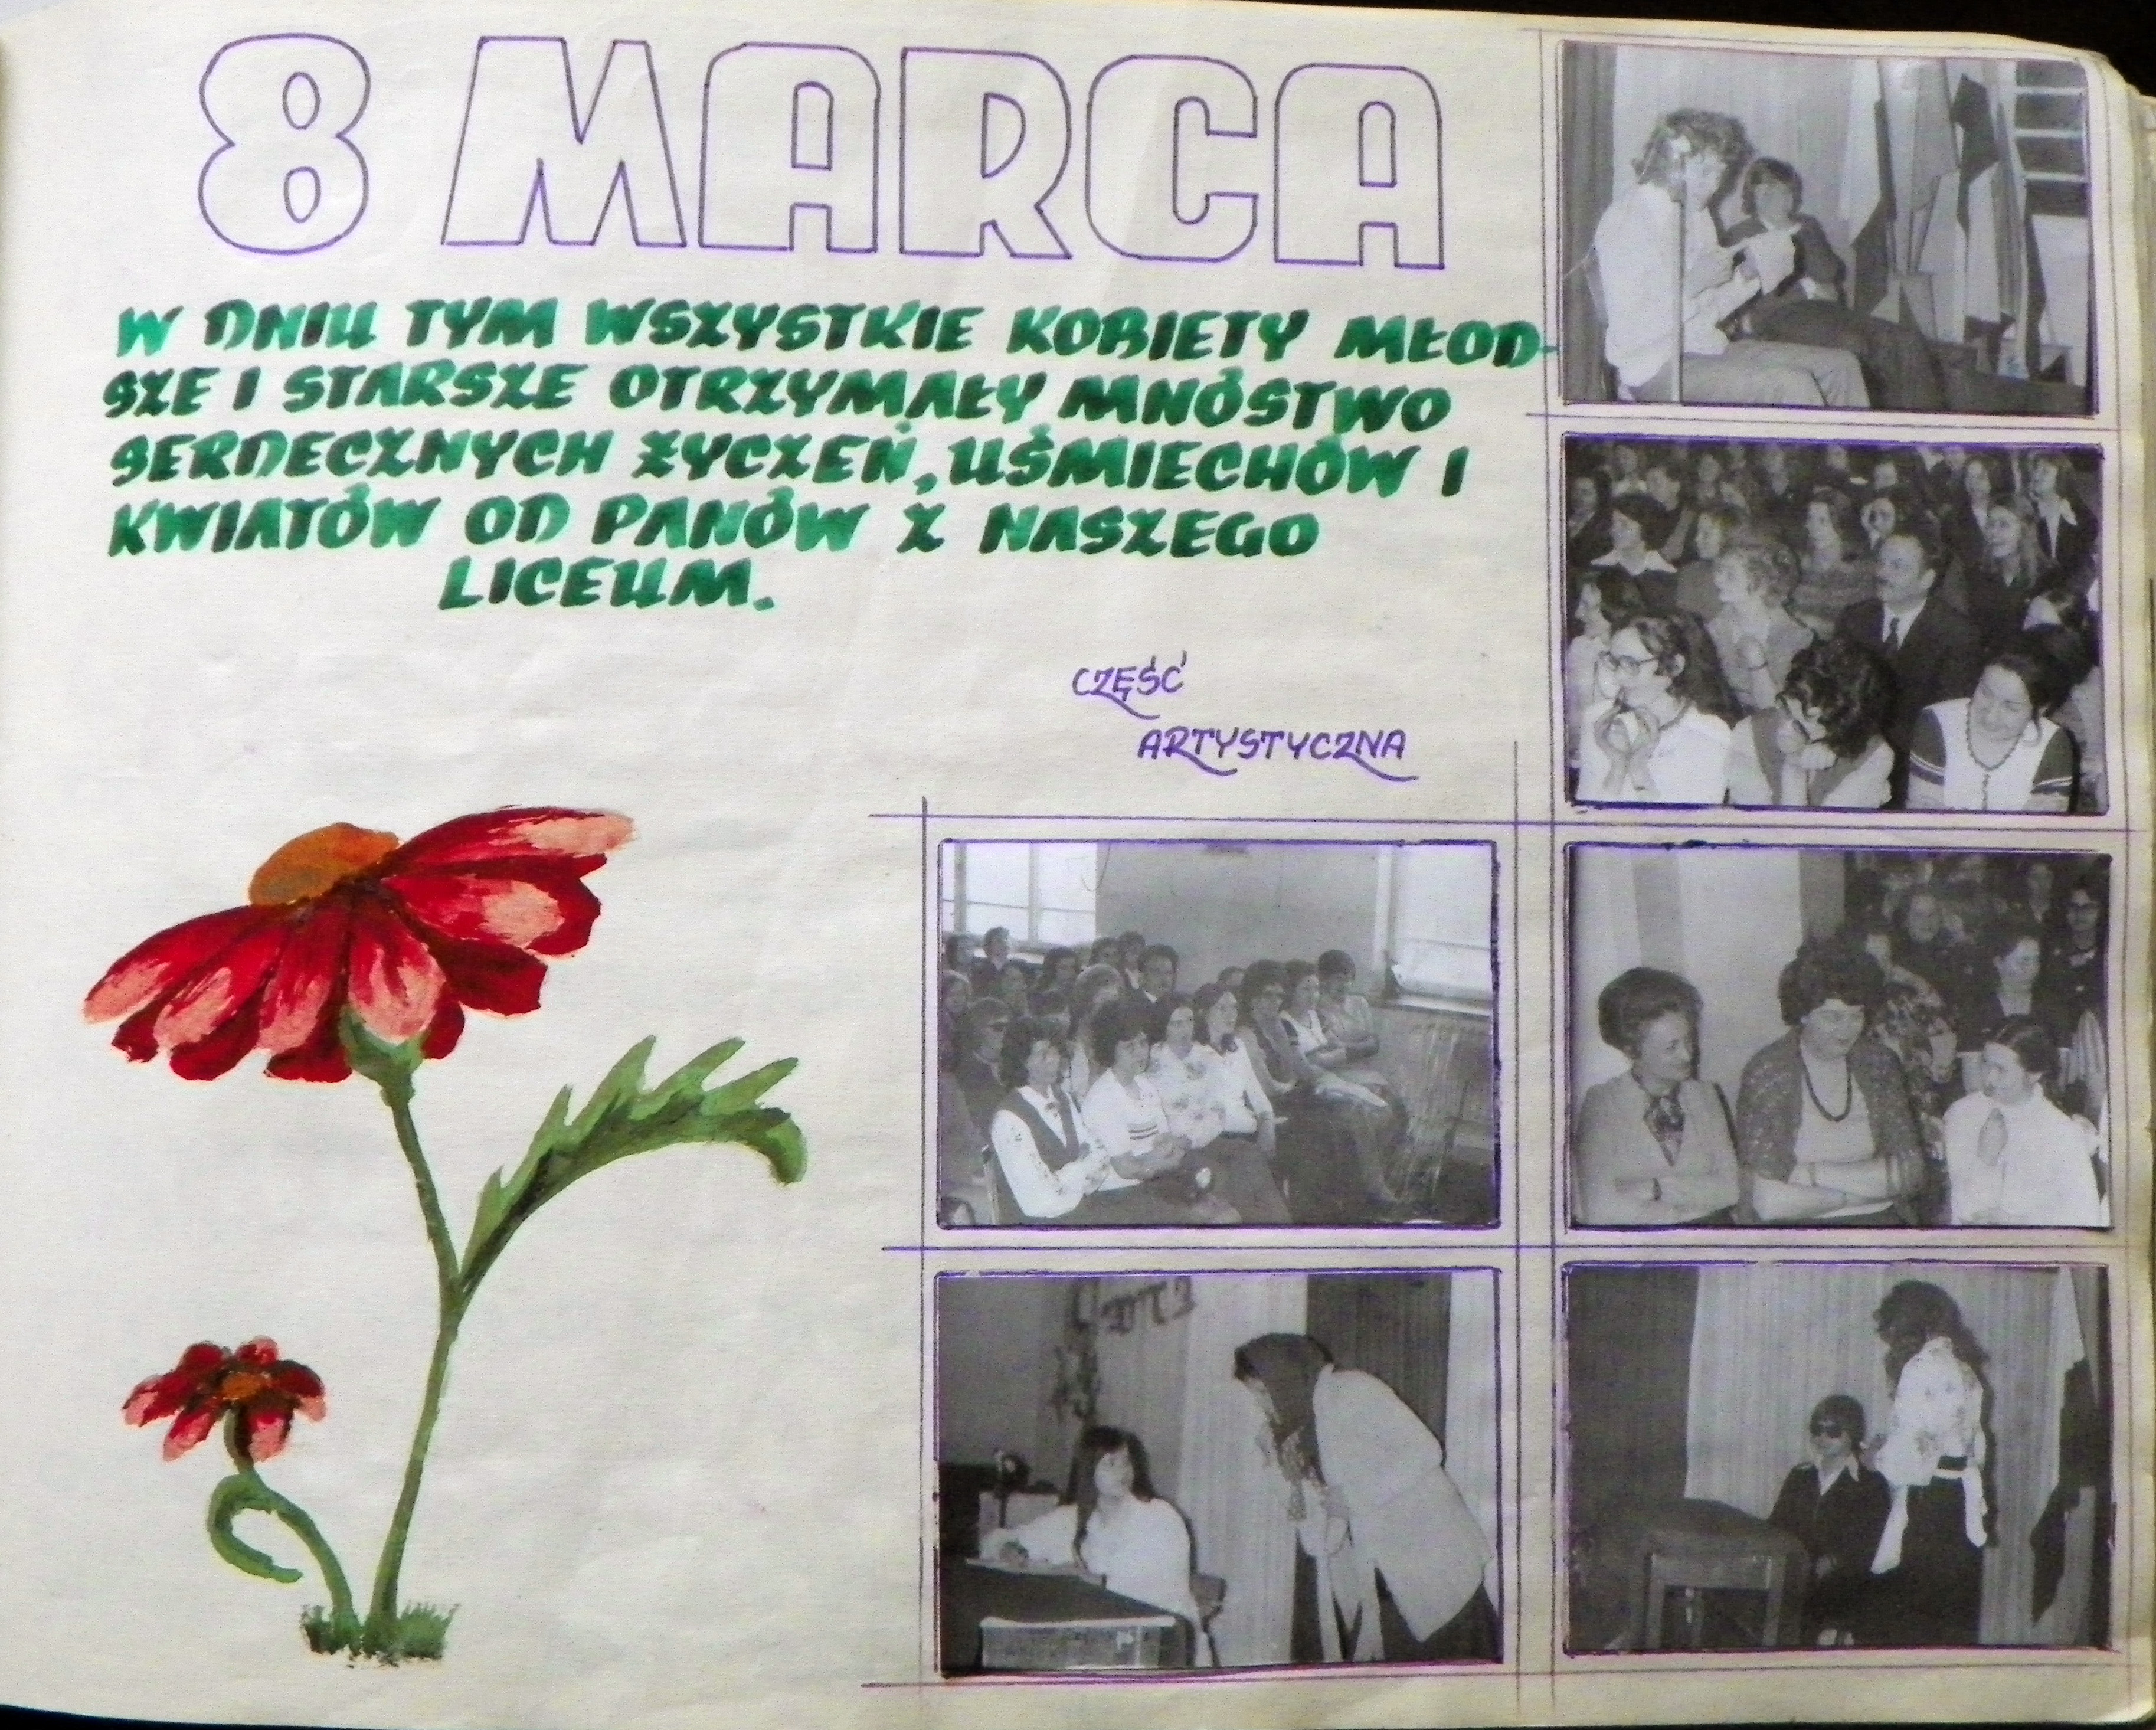 8 MARCA
W DNIU TYM WSZYSTKIE KOBIETY MŁOD-
SZE I STARSZE OTRZYMAŁY MNÓSTWO
SERDECZNYCH ŻYCZEŃ, UŚMIECHÓW I
KWIATÓW OD PANÓW Z NASZEGO
LICEUM.
CZĘŚĆ
ARTYSTYCZNA